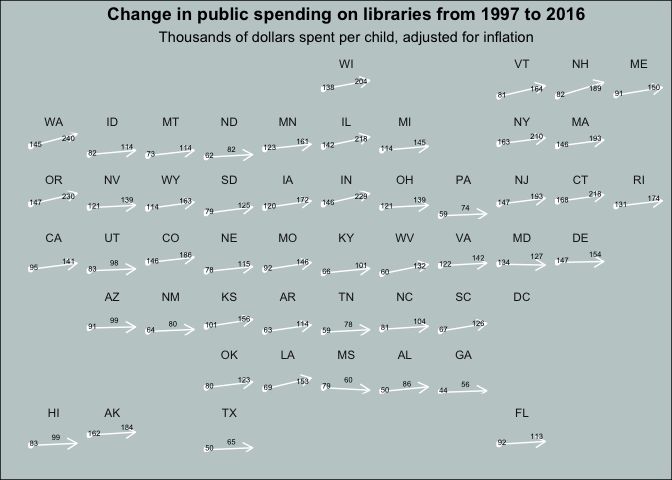 Change in public spending on libraries from 1997 to 2016
Thousands of dollars spent per child, adjusted for inflation
WI VT NH ME
138 204 81 164 82 189 91 150
WA ID MT ND MN IL MI NY MA
145 240 82 114 73 114 62 82 123 161 142 218 114 145 163 210 146 193
OR NV WY SD IA IN OH PA NJ CT RI
147 230 121 139 114 163 79 125 120 172 146 229 121 139 59 74 147 193 168 218 131 174
CA UT CO NE MO KY WV VA MD DE
95 141 83 98 146 186 78 115 92 146 66 101 60 132 122 142 134 127 147 154
AZ NM KS AR TN NC SC DC
91 99 64 80 101 156 63 114 59 78 81 104 67 126
OK LA MS AL GA
80 123 69 153 79 60 50 86 44 56
HI AK TX FL
83 99 162 184 50 65 92 113